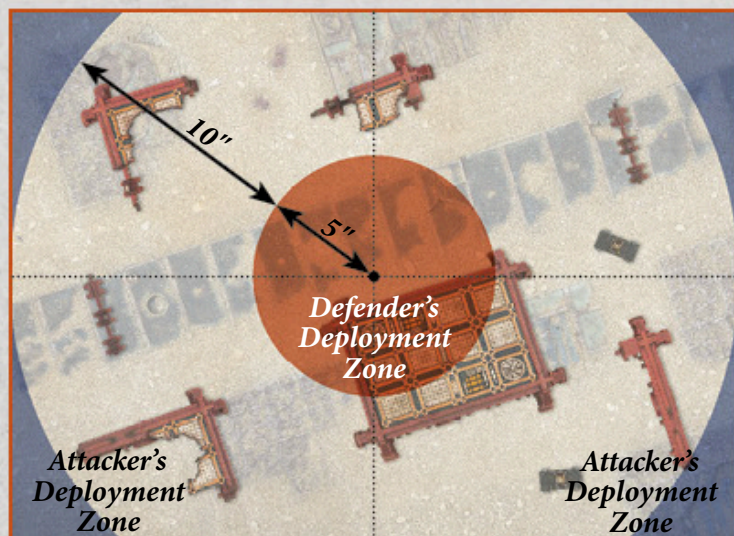 10"
5"
Defender's
Deployment
Zone
Attacker's
Deployment
Zone
Attacker's
Deployment
Zone